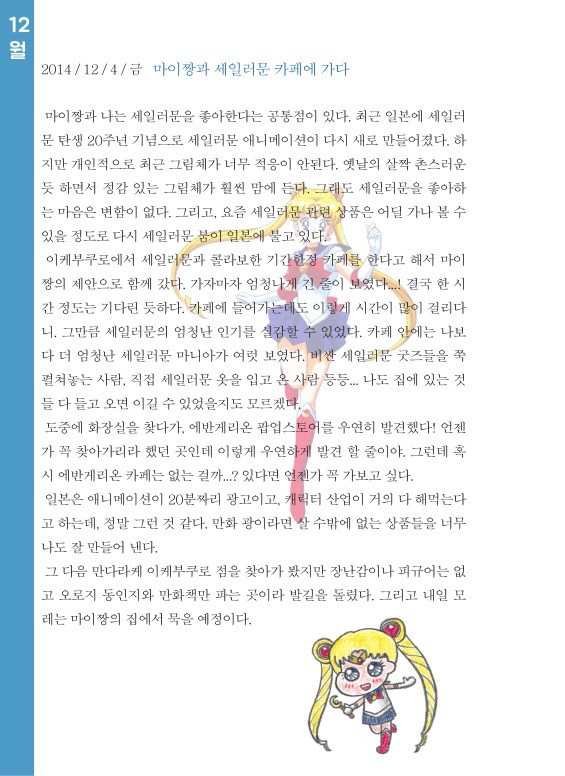 12
월
2014 / 12 / 4 / 금 마이짱과 세일러문 카페에 가다
마이짱과 나는 세일러문을 좋아한다는 공통점이 있다. 최근 일본에 세일러
문 탄생 20주년 기념으로 세일러문 애니메이션이 다시 새로 만들어졌다. 하
지만 개인적으로 최근 그림체가 너무 적응이 안된다. 옛날의 살짝 촌스러운
듯 하면서 정감 있는 그림체가 훨씬 맘에 든다. 그래도 세일러문을 좋아하
는 마음은 변함이 없다. 그리고, 요즘 세일러문 관련 상품은 어딜 가나 볼 수
있을 정도로 다시 세일러문 붐이 일본에 불고 있다.
이케부쿠로에서 세일러문과 콜라보한 기간한정 카페를 한다고 해서 마이
짱의 제안으로 함께 갔다. 가자마자 엄청나게 긴 줄이 보였다...! 결국 한 시
간 정도는 기다린 듯하다. 카페에 들어가는데도 이렇게 시간이 많이 걸리다
니. 그만큼 세일러문의 엄청난 인기를 실감할 수 있었다. 카페 안에는 나보
다 더 엄청난 세일러문 마니아가 여럿 보였다. 비싼 세일러문 굿즈들을 쭉
펼쳐놓는 사람, 직접 세일러문 옷을 입고 온 사람 등등... 나도 집에 있는 것
들 다 들고 오면 이길 수 있었을지도 모르겠다.
도중에 화장실을 찾다가, 에반게리온 팝업스토어를 우연히 발견했다! 언젠
가 꼭 찾아가리라 했던 곳인데 이렇게 우연하게 발견 할 줄이야. 그런데 혹
시 에반게리온 카페는 없는 걸까...? 있다면 언젠가 꼭 가보고 싶다.
일본은 애니메이션이 20분짜리 광고이고, 캐릭터 산업이 거의 다 해먹는다
고 하는데, 정말 그런 것 같다. 만화 광이라면 살 수밖에 없는 상품들을 너무
나도 잘 만들어 낸다.
그 다음 만다라케 이케부쿠로 점을 찾아가 봤지만 장난감이나 피규어는 없
고 오로지 동인지와 만화책만 파는 곳이라 발길을 돌렸다. 그리고 내일 모
레는 마이짱의 집에서 묵을 예정이다.